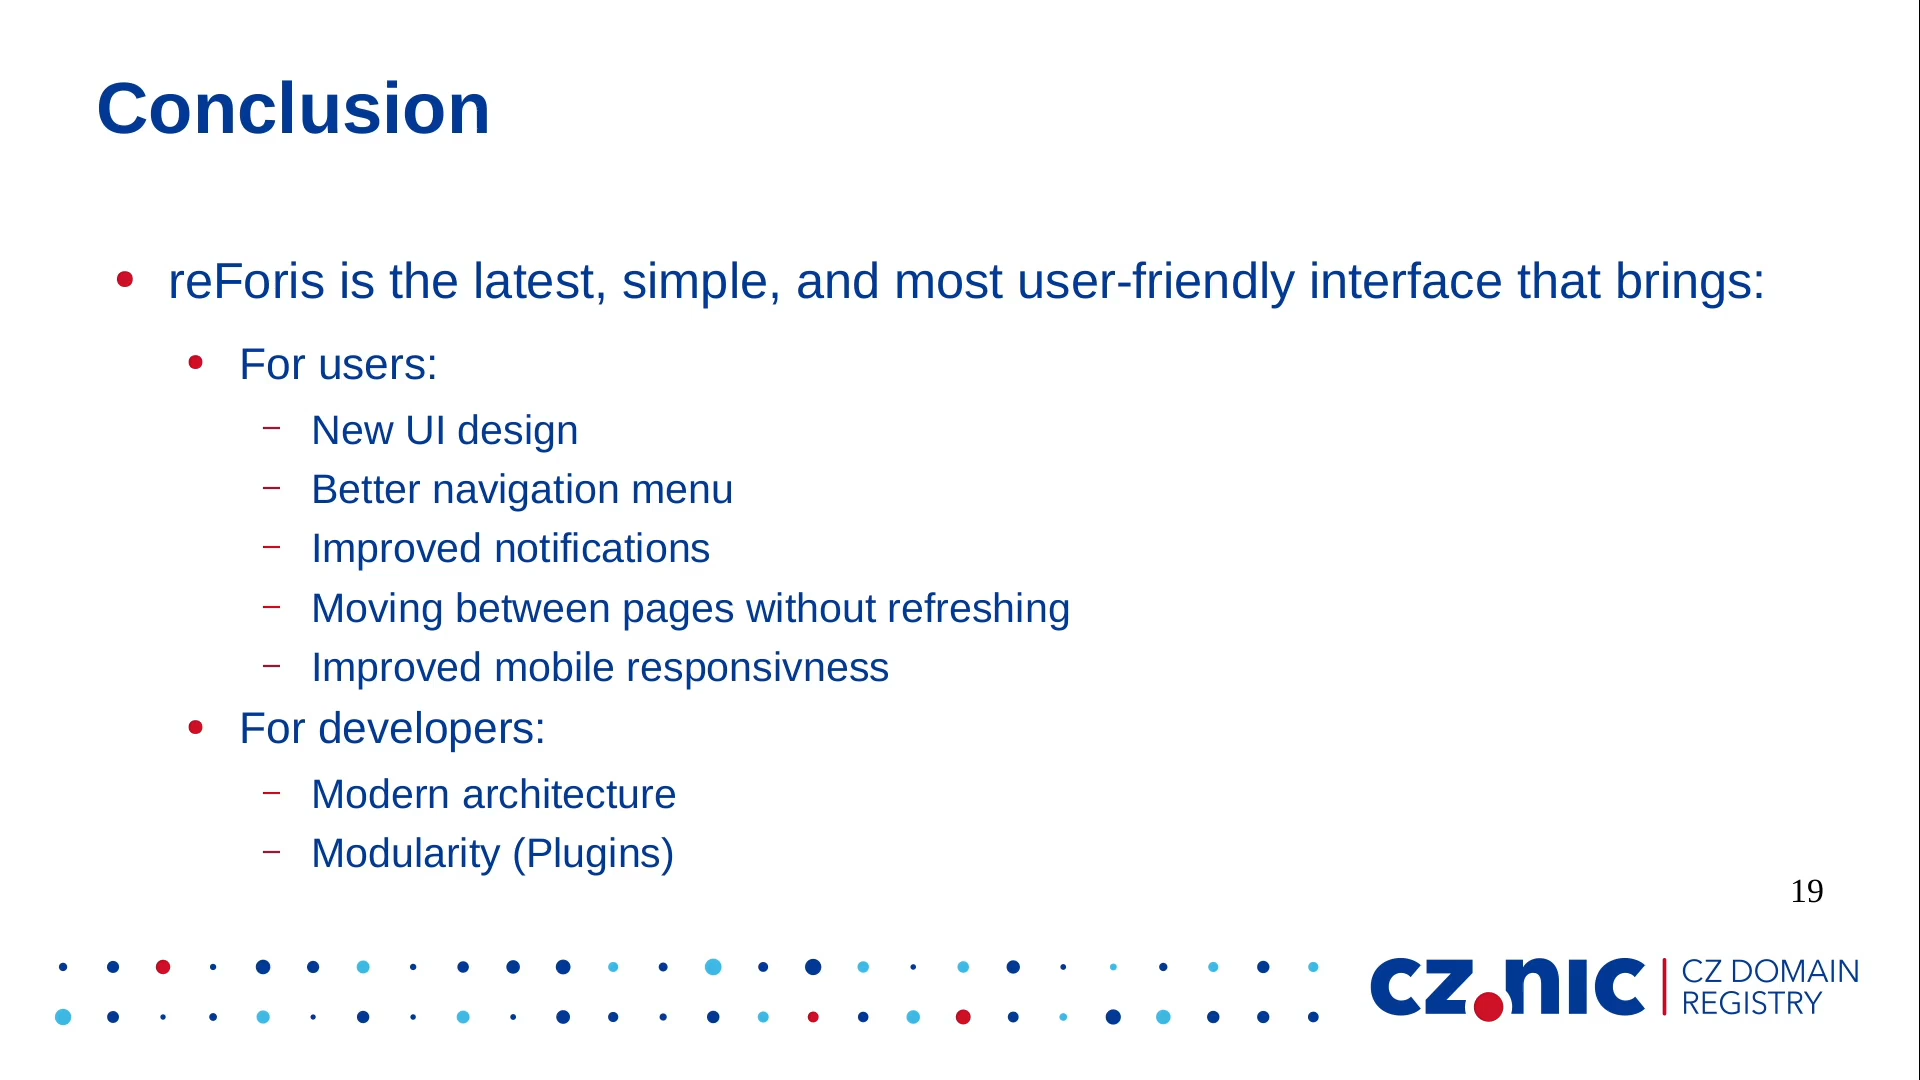 Conclusion
• reForis is the latest, simple, and most user-friendly interface that brings:
• For users:
– New UI design
– Better navigation menu
– Improved notifications
– Moving between pages without refreshing
– Improved mobile responsivness
• For developers:
– Modern architecture
– Modularity (Plugins)
19
cz.nic
CZ DOMAIN
REGISTRY